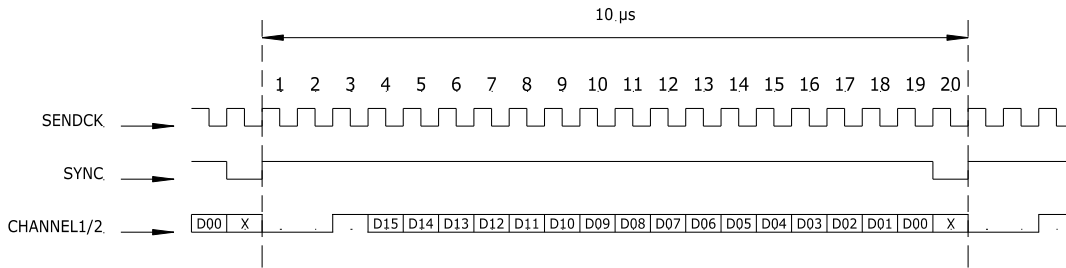 10 µs
1 2 3 4 5 6 7 8 9 10 11 12 13 14 15 16 17 18 19 20
SENDCK
SYNC
CHANNEL1/2 D00 X D15 D14 D13 D12 D11 D10 D09 D08 D07 D06 D05 D04 D03 D02 D01 D00 X